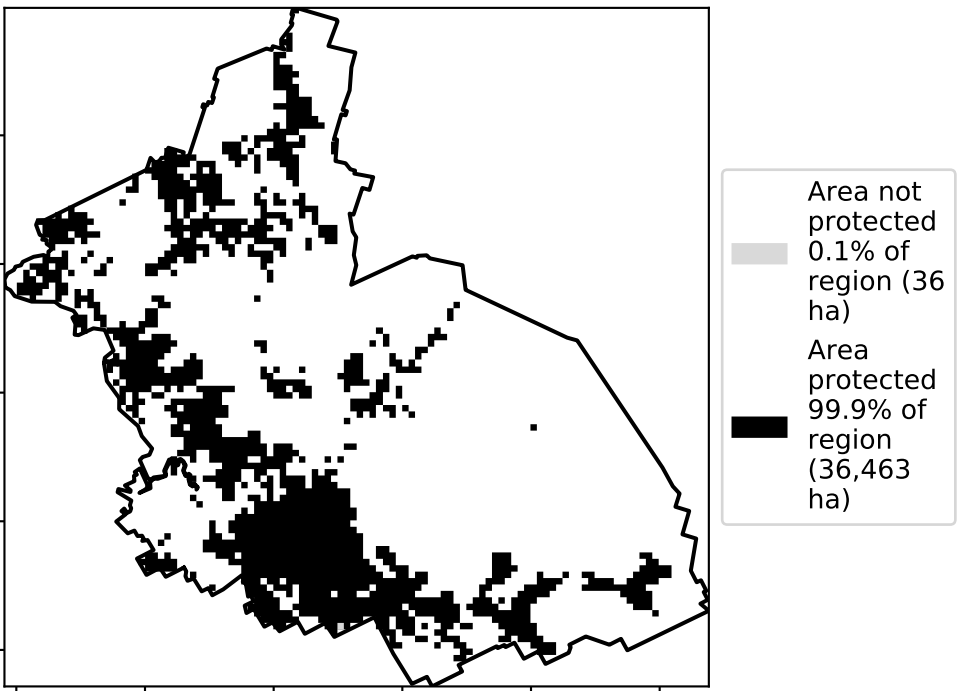 Area not
protected
0.1% of
region (36
ha)
Area
protected
99.9% of
region
(36,463
ha)